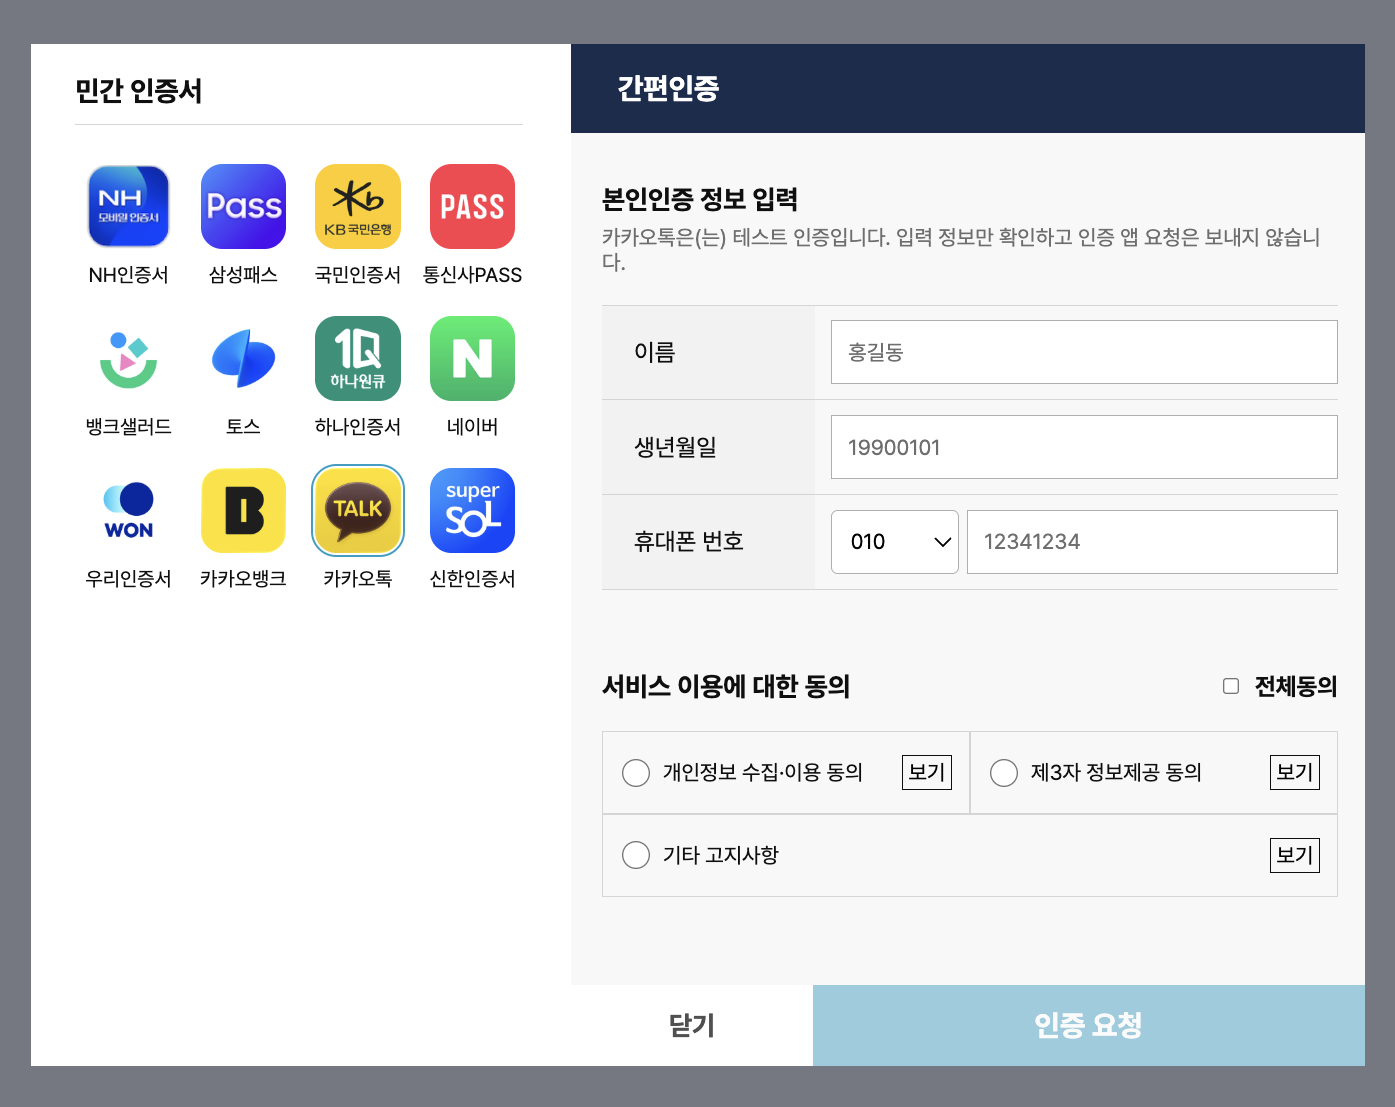 민간 인증서
NH
모바일 인증서
NH인증서
Pass
삼성패스
KB국민은행
국민인증서
PASS
통신사PASS
뱅크샐러드
토스
1Q
하나원큐
하나인증서
N
네이버
WON
우리인증서
B
카카오뱅크
TALK
카카오톡
super
SOL
신한인증서
간편인증
본인인증 정보 입력
카카오톡은(는) 테스트 인증입니다. 입력 정보만 확인하고 인증 앱 요청은 보내지 않습니
다.
이름
홍길동
생년월일
19900101
휴대폰 번호
010
12341234
서비스 이용에 대한 동의
전체동의
개인정보 수집·이용 동의
보기
제3자 정보제공 동의
보기
기타 고지사항
보기
닫기
인증 요청